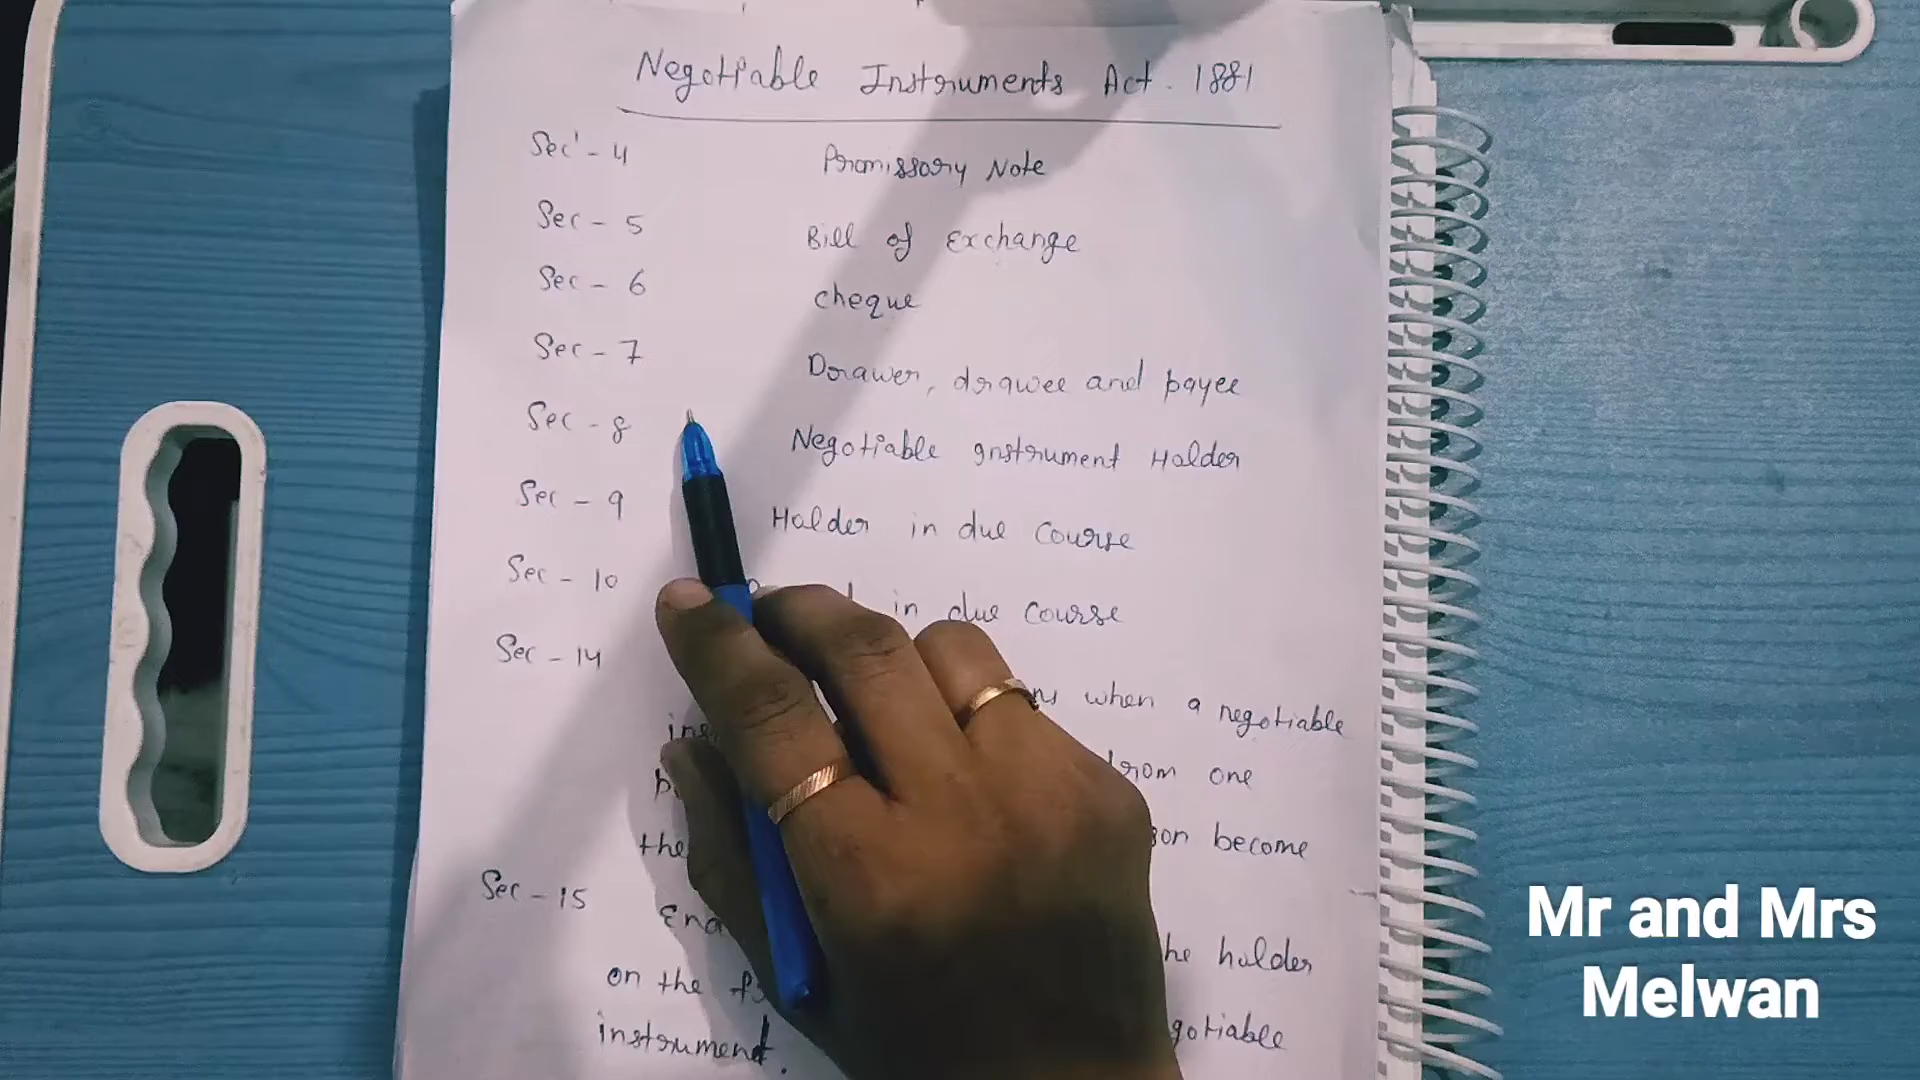 Negotiable Instruments Act. 1881
Sec - 4 Promissory Note
Sec - 5 Bill of Exchange
Sec - 6 cheque
Sec - 7 Drawer, drawee and payee
Sec - 8 Negotiable Instrument Holder
Sec - 9 Holder in due course
Sec - 10 in due course
Sec - 14
when a negotiable
from one
the become
Sec - 15
the holder
on the
instrument. negotiable
Mr and Mrs
Melwan